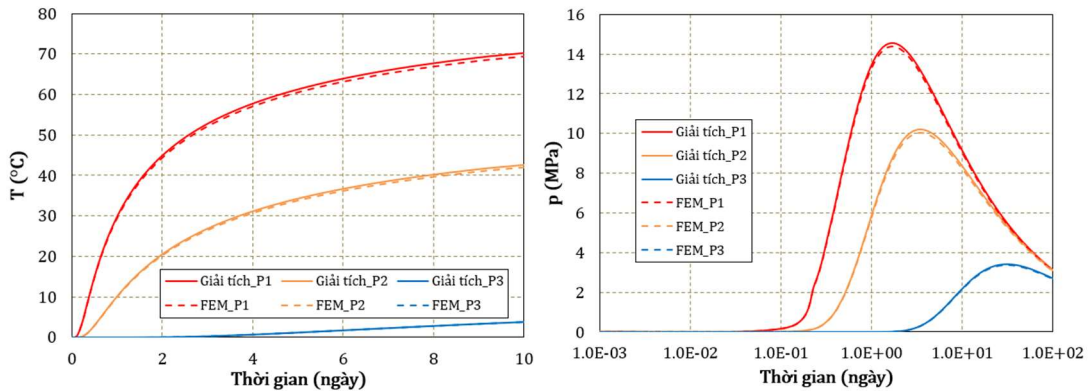 80
70
60
50
40
30
20
10
0
T (°C)
0 2 4 6 8 10
Thời gian (ngày)
Giải tích_P1 Giải tích_P2 Giải tích_P3
FEM_P1 FEM_P2 FEM_P3
16
14
12
10
8
6
4
2
0
p (MPa)
1.0E-03 1.0E-02 1.0E-01 1.0E+00 1.0E+01 1.0E+02
Thời gian (ngày)
Giải tích_P1
Giải tích_P2
Giải tích_P3
FEM_P1
FEM_P2
FEM_P3